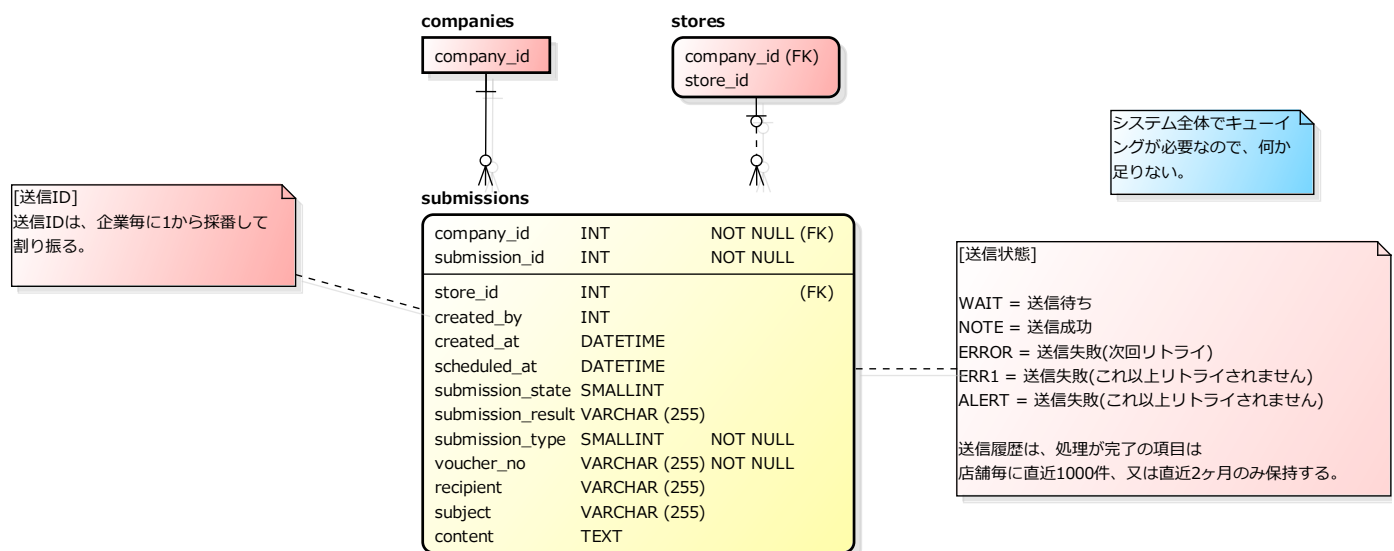 companies
company_id
stores
company_id (FK)
store_id
システム全体でキューイ
ングが必要なので、何か
足りない。
[送信ID]
送信IDは、企業毎に1から採番して
割り振る。
submissions
company_id INT NOT NULL (FK)
submission_id INT NOT NULL
store_id INT (FK)
created_by INT
created_at DATETIME
scheduled_at DATETIME
submission_state SMALLINT
submission_result VARCHAR (255)
submission_type SMALLINT NOT NULL
voucher_no VARCHAR (255) NOT NULL
recipient VARCHAR (255)
subject VARCHAR (255)
content TEXT
[送信状態]
WAIT = 送信待ち
NOTE = 送信成功
ERROR = 送信失敗(次回リトライ)
ERR1 = 送信失敗(これ以上リトライされません)
ALERT = 送信失敗(これ以上リトライされません)
送信履歴は、処理が完了の項目は
店舗毎に直近1000件、又は直近2ヶ月のみ保持する。